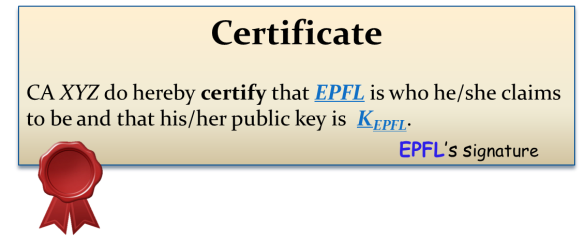 Certificate
CA XYZ do hereby certify that EPFL is who he/she claims
to be and that his/her public key is K_EPFL.
EPFL's signature